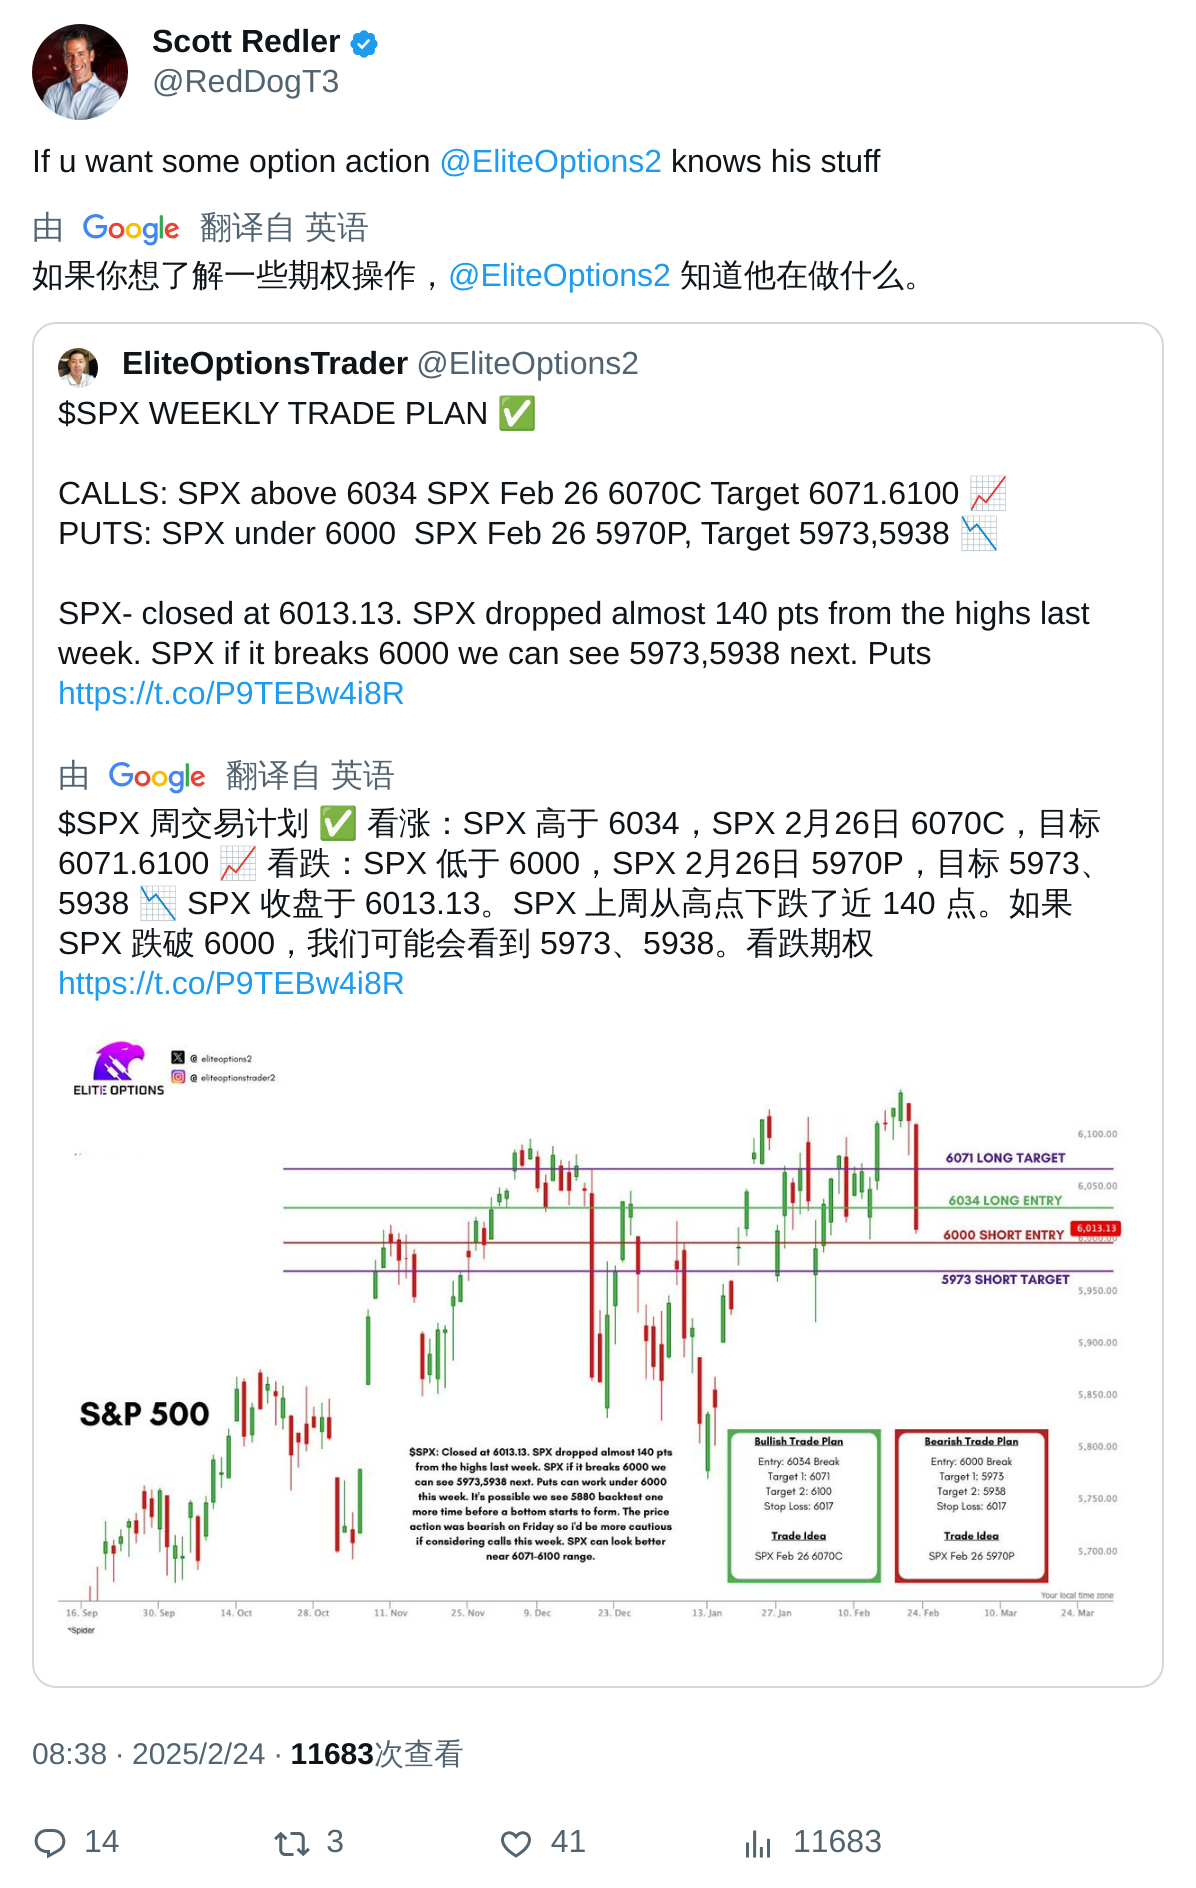 Scott Redler
@RedDogT3
If u want some option action @EliteOptions2 knows his stuff
由 Google 翻译自 英语
如果你想了解一些期权操作，@EliteOptions2 知道他在做什么。
EliteOptionsTrader @EliteOptions2
$SPX WEEKLY TRADE PLAN ✅
CALLS: SPX above 6034 SPX Feb 26 6070C Target 6071.6100 📈
PUTS: SPX under 6000  SPX Feb 26 5970P, Target 5973,5938 📉
SPX- closed at 6013.13. SPX dropped almost 140 pts from the highs last
week. SPX if it breaks 6000 we can see 5973,5938 next. Puts
https://t.co/P9TEBw4i8R
由 Google 翻译自 英语
$SPX 周交易计划 ✅ 看涨：SPX 高于 6034，SPX 2月26日 6070C，目标
6071.6100 📈 看跌：SPX 低于 6000，SPX 2月26日 5970P，目标 5973、
5938 📉 SPX 收盘于 6013.13。SPX 上周从高点下跌了近 140 点。如果
SPX 跌破 6000，我们可能会看到 5973、5938。看跌期权
https://t.co/P9TEBw4i8R
ELITE OPTIONS
@ eliteoptions2
@ eliteoptionstrader2
6,100.00
6071 LONG TARGET
6,050.00
6034 LONG ENTRY
6000 SHORT ENTRY
6,013.13
6,000.00
5973 SHORT TARGET
5,950.00
5,900.00
5,850.00
5,800.00
5,750.00
5,700.00
S&P 500
$SPX: Closed at 6013.13. SPX dropped almost 140 pts
from the highs last week. SPX if it breaks 6000 we
can see 5973,5938 next. Puts can work under 6000
this week. It's possible we see 5880 backtest one
more time before a bottom starts to form. The price
action was bearish on Friday so i'd be more cautious
if considering calls this week. SPX can look better
near 6071-6100 range.
Bullish Trade Plan
Entry: 6034 Break
Target 1: 6071
Target 2: 6100
Stop Loss: 6017
Trade Idea
SPX Feb 26 6070C
Bearish Trade Plan
Entry: 6000 Break
Target 1: 5973
Target 2: 5938
Stop Loss: 6017
Trade Idea
SPX Feb 26 5970P
Your local time zone
16. Sep 30. Sep 14. Oct 28. Oct 11. Nov 25. Nov 9. Dec 23. Dec 13. Jan 27. Jan 10. Feb 24. Feb 10. Mar 24. Mar
*Spider
08:38 · 2025/2/24 · 11683次查看
14 3 41 11683